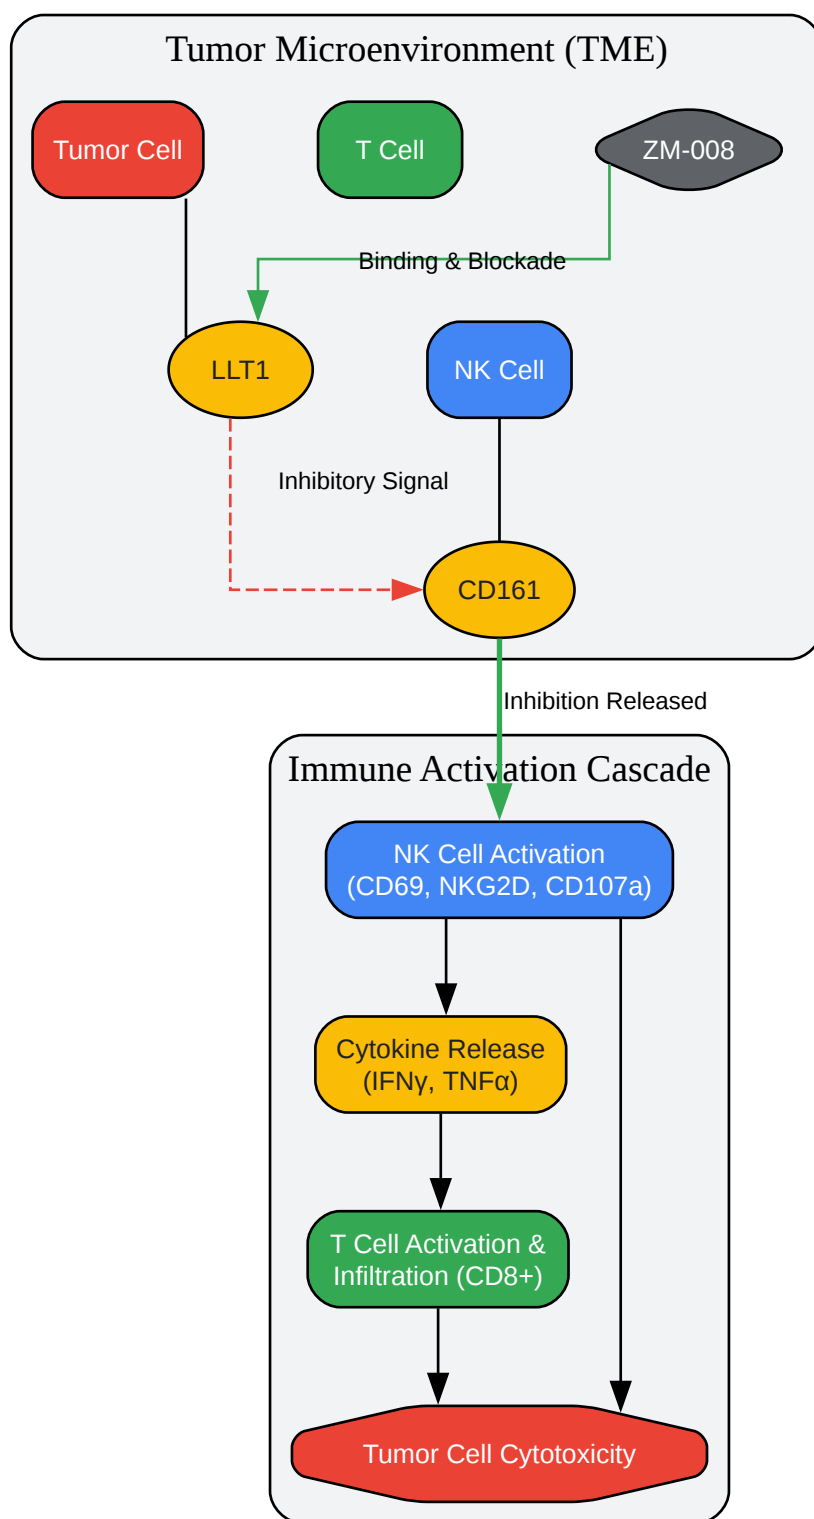 Tumor Microenvironment (TME)
Tumor Cell
T Cell
ZM-008
Binding & Blockade
LLT1
NK Cell
Inhibitory Signal
CD161
Inhibition Released
Immune Activation Cascade
NK Cell Activation
(CD69, NKG2D, CD107a)
Cytokine Release
(IFNγ, TNFα)
T Cell Activation &
Infiltration (CD8+)
Tumor Cell Cytotoxicity